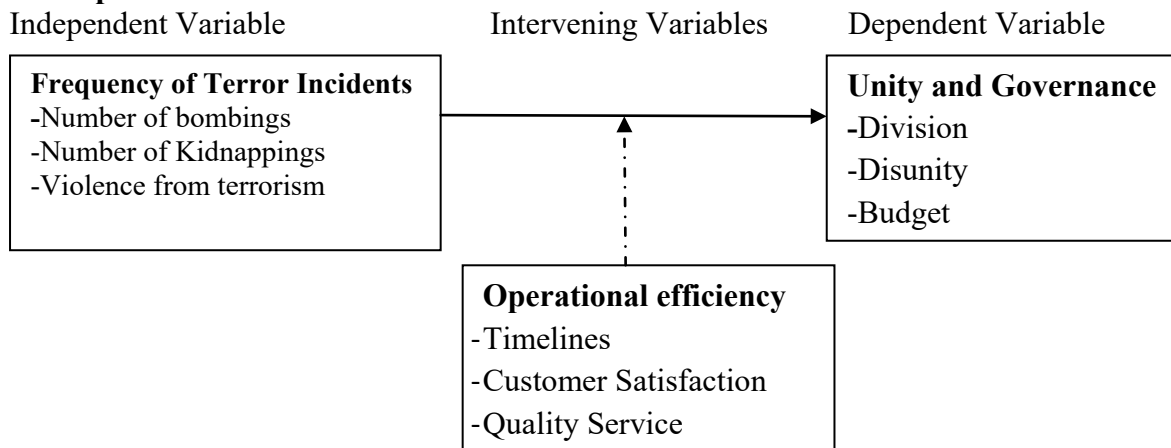 Independent Variable Intervening Variables Dependent Variable
Frequency of Terror Incidents
-Number of bombings
-Number of Kidnappings
-Violence from terrorism
Unity and Governance
-Division
-Disunity
-Budget
Operational efficiency
-Timelines
-Customer Satisfaction
-Quality Service